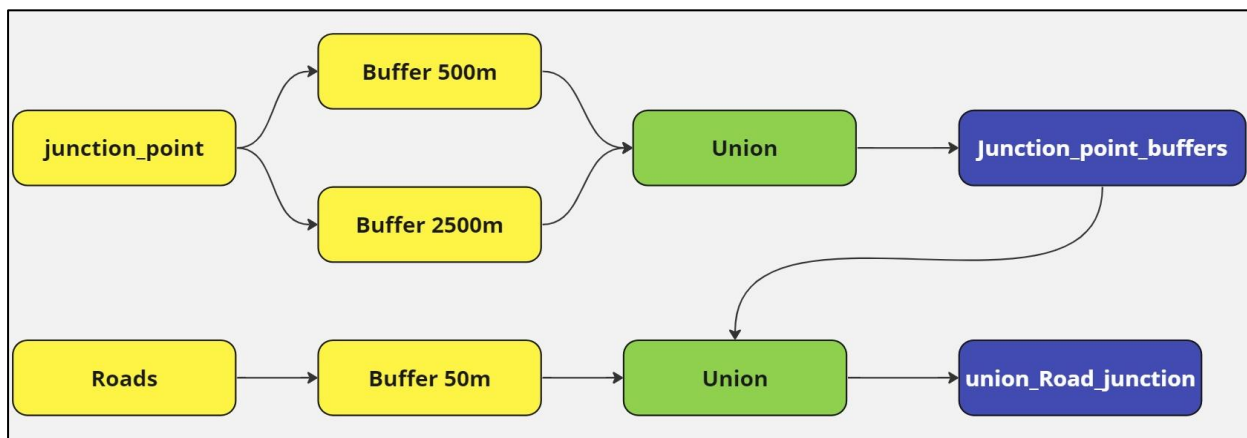 Buffer 500m
junction_point
Union
Junction_point_buffers
Buffer 2500m
Roads
Buffer 50m
Union
union_Road_junction